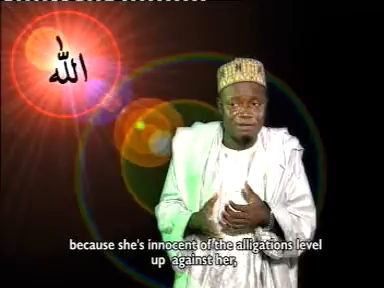 الله
because she's innocent of the alligations level
up against her,